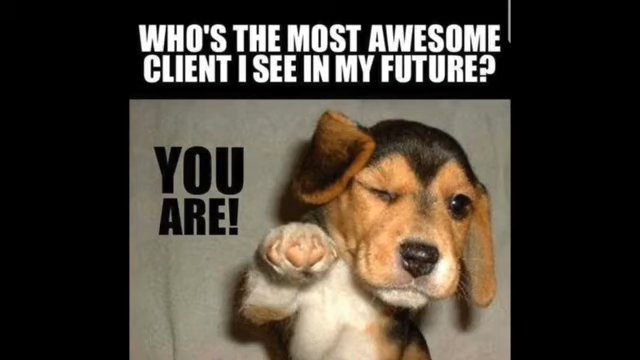 WHO'S THE MOST AWESOME
CLIENT I SEE IN MY FUTURE?
YOU
ARE!